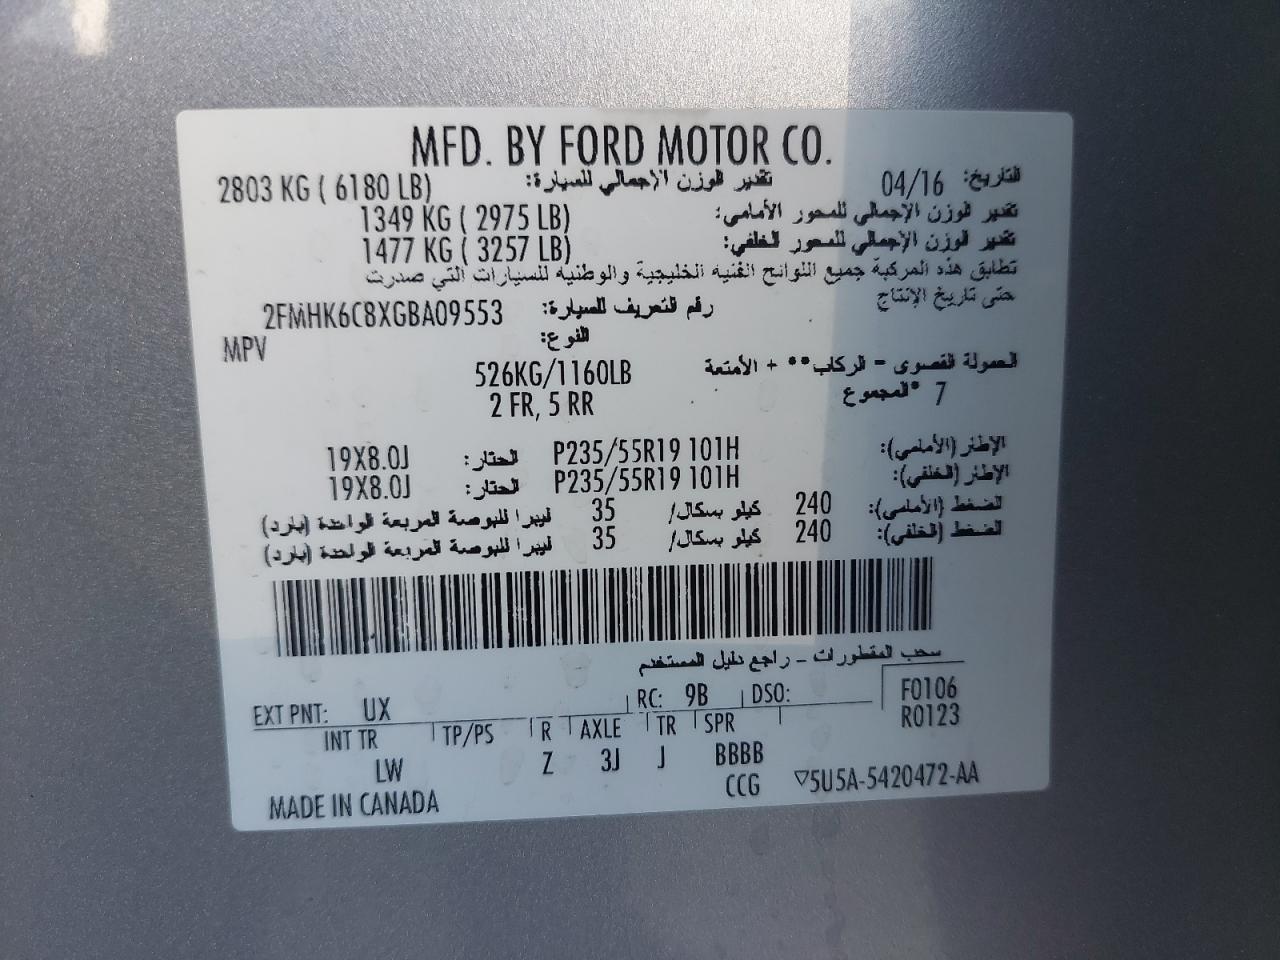 MFD. BY FORD MOTOR CO.
التاريخ: 04/16 تقدير الوزن الإجمالي للسيارة: 2803 KG ( 6180 LB)
تقدير الوزن الإجمالي للمحور الأمامي: 1349 KG ( 2975 LB)
تقدير الوزن الإجمالي للمحور الخلفي: 1477 KG ( 3257 LB)
تطابق هذه المركبة جميع اللوائح الفنيه الخليجية والوطنيه للسيارات التي صدرت
حتى تاريخ الإنتاج
رقم التعريف للسيارة: 2FMHK6C8XGBA09553
النوع: MPV
الحمولة القصوى - الركاب** + الأمتعة 526KG/1160LB
7 *المجموع 2 FR, 5 RR
الإطار (الأمامي): P235/55R19 101H الحتار: 19X8.0J
الإطار (الخلفي): P235/55R19 101H الحتار: 19X8.0J
الضغط (الأمامي): 240 كيلو بسكال/ 35 ليبرا للبوصة المربعة الواحدة (بارد)
الضغط (الخلفي): 240 كيلو بسكال/ 35 ليبرا للبوصة المربعة الواحدة (بارد)
سحب المقطورات - راجع دليل المستخدم
EXT PNT: UX RC: 9B DSO: F0106
R0123
INT TR TP/PS R AXLE TR SPR
LW Z 3J J BBBB
CCG
MADE IN CANADA ▽5U5A-5420472-AA